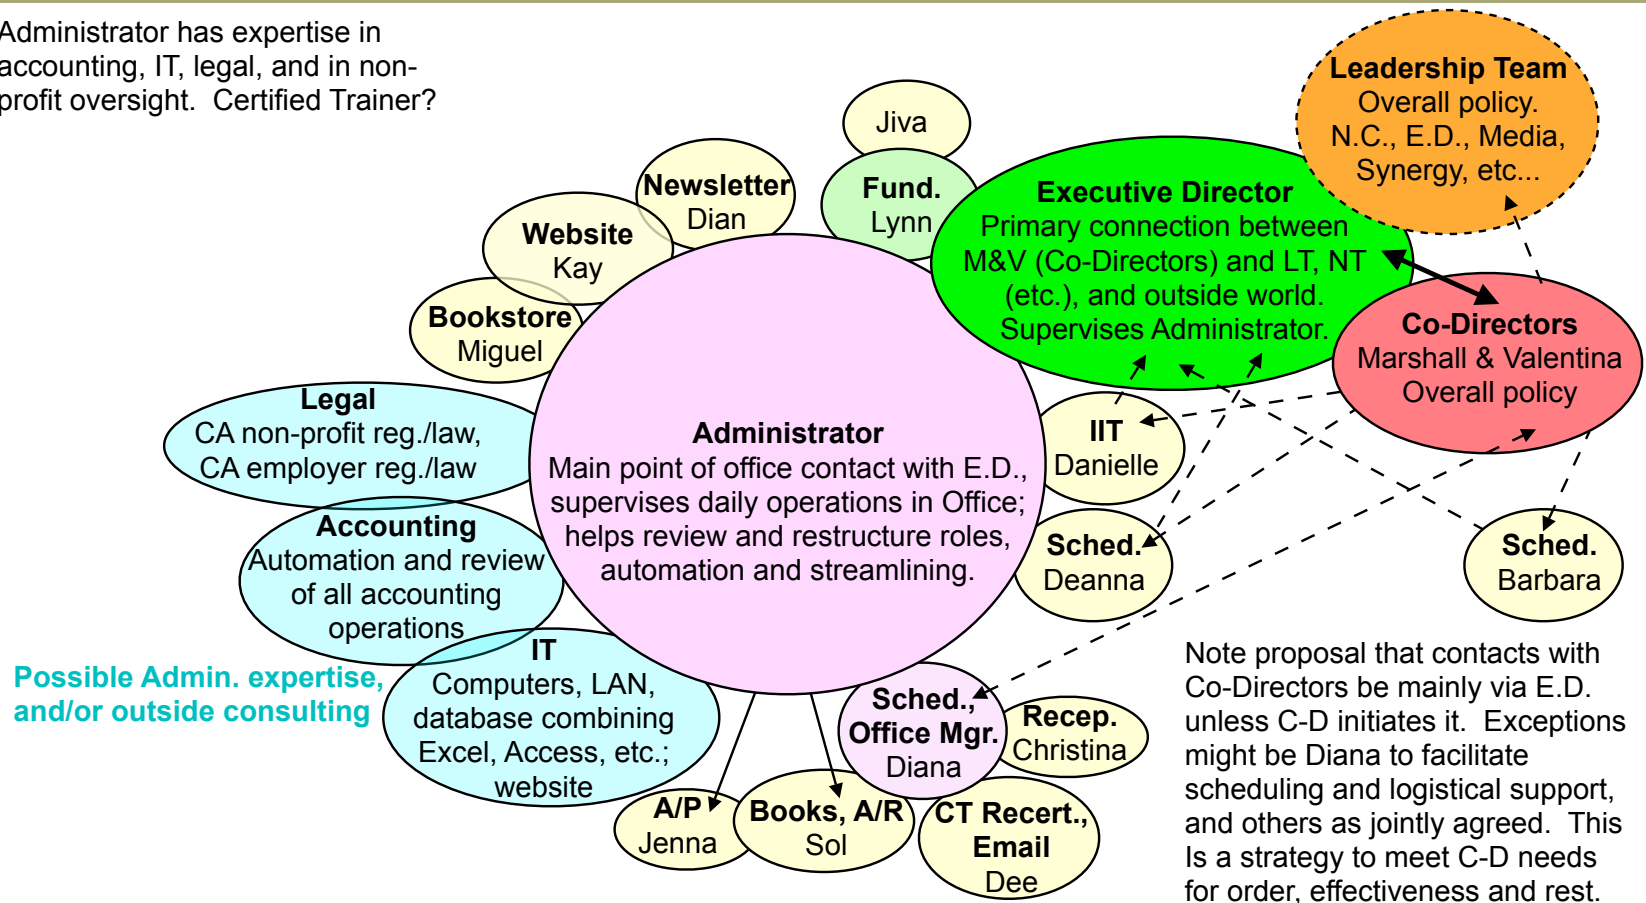 Administrator has expertise in
accounting, IT, legal, and in non-
profit oversight.  Certified Trainer?
Leadership Team
Overall policy.
N.C., E.D., Media,
Synergy, etc...
Jiva
Fund.
Lynn
Newsletter
Dian
Website
Kay
Bookstore
Miguel
Executive Director
Primary connection between
M&V (Co-Directors) and LT, NT
(etc.), and outside world.
Supervises Administrator.
Co-Directors
Marshall & Valentina
Overall policy
Legal
CA non-profit reg./law,
CA employer reg./law
Administrator
Main point of office contact with E.D.,
supervises daily operations in Office;
helps review and restructure roles,
automation and streamlining.
IIT
Danielle
Accounting
Automation and review
of all accounting
operations
Sched.
Deanna
Sched.
Barbara
IT
Computers, LAN,
database combining
Excel, Access, etc.;
website
Possible Admin. expertise,
and/or outside consulting
Sched.,
Office Mgr.
Diana
Recep.
Christina
A/P
Jenna
Books, A/R
Sol
CT Recert.,
Email
Dee
Note proposal that contacts with
Co-Directors be mainly via E.D.
unless C-D initiates it.  Exceptions
might be Diana to facilitate
scheduling and logistical support,
and others as jointly agreed.  This
Is a strategy to meet C-D needs
for order, effectiveness and rest.